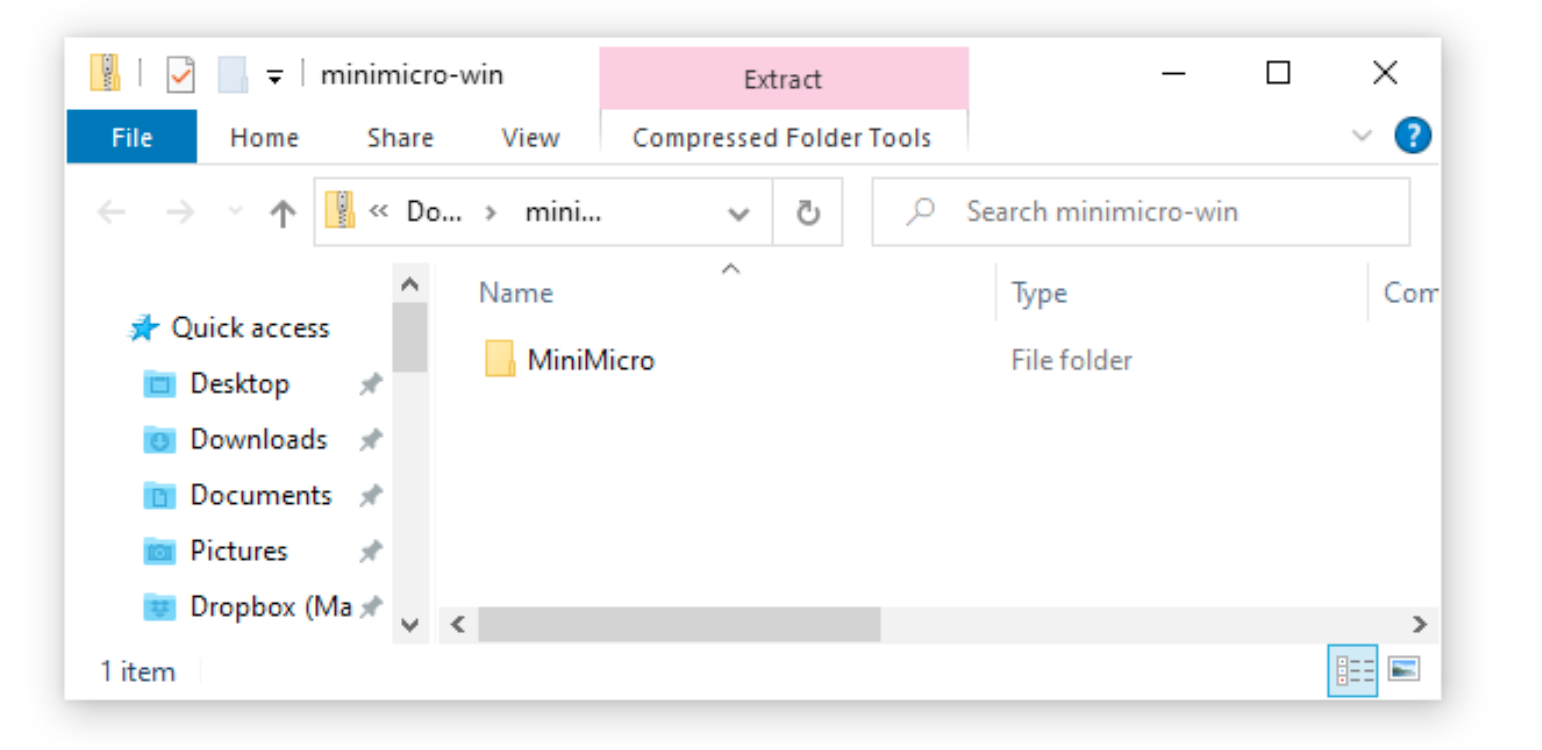 minimicro-win Extract
File Home Share View Compressed Folder Tools ?
« Do... > mini... Search minimicro-win
Name Type Com
Quick access
MiniMicro File folder
Desktop
Downloads
Documents
Pictures
Dropbox (Ma
1 item